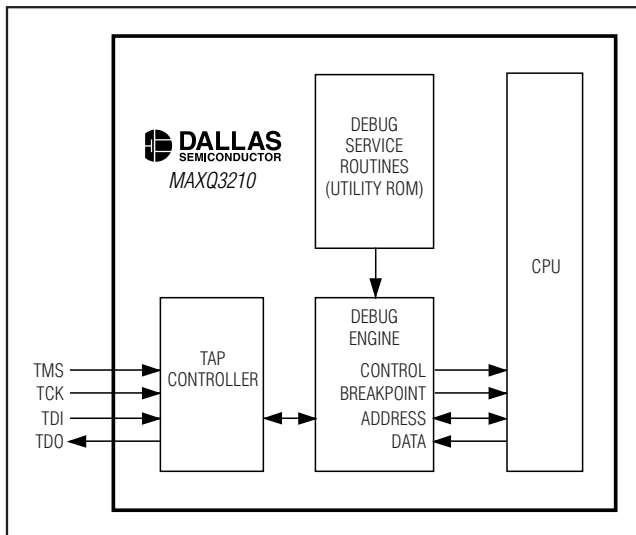 DALLAS
SEMICONDUCTOR
MAXQ3210
DEBUG
SERVICE
ROUTINES
(UTILITY ROM)
CPU
TAP
CONTROLLER
DEBUG
ENGINE
CONTROL
BREAKPOINT
ADDRESS
DATA
TMS
TCK
TDI
TDO